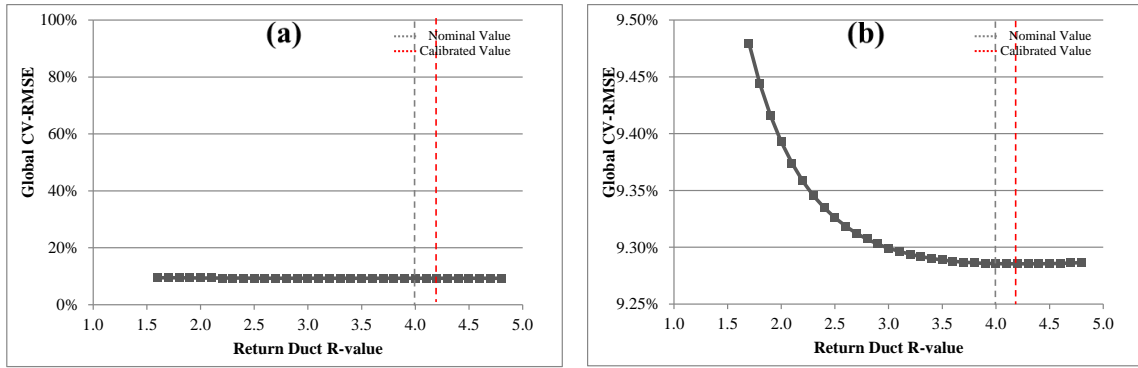 (a)
Nominal Value
Calibrated Value
Global CV-RMSE
100%
80%
60%
40%
20%
0%
1.0 1.5 2.0 2.5 3.0 3.5 4.0 4.5 5.0
Return Duct R-value
(b)
Nominal Value
Calibrated Value
Global CV-RMSE
9.50%
9.45%
9.40%
9.35%
9.30%
9.25%
1.0 1.5 2.0 2.5 3.0 3.5 4.0 4.5 5.0
Return Duct R-value